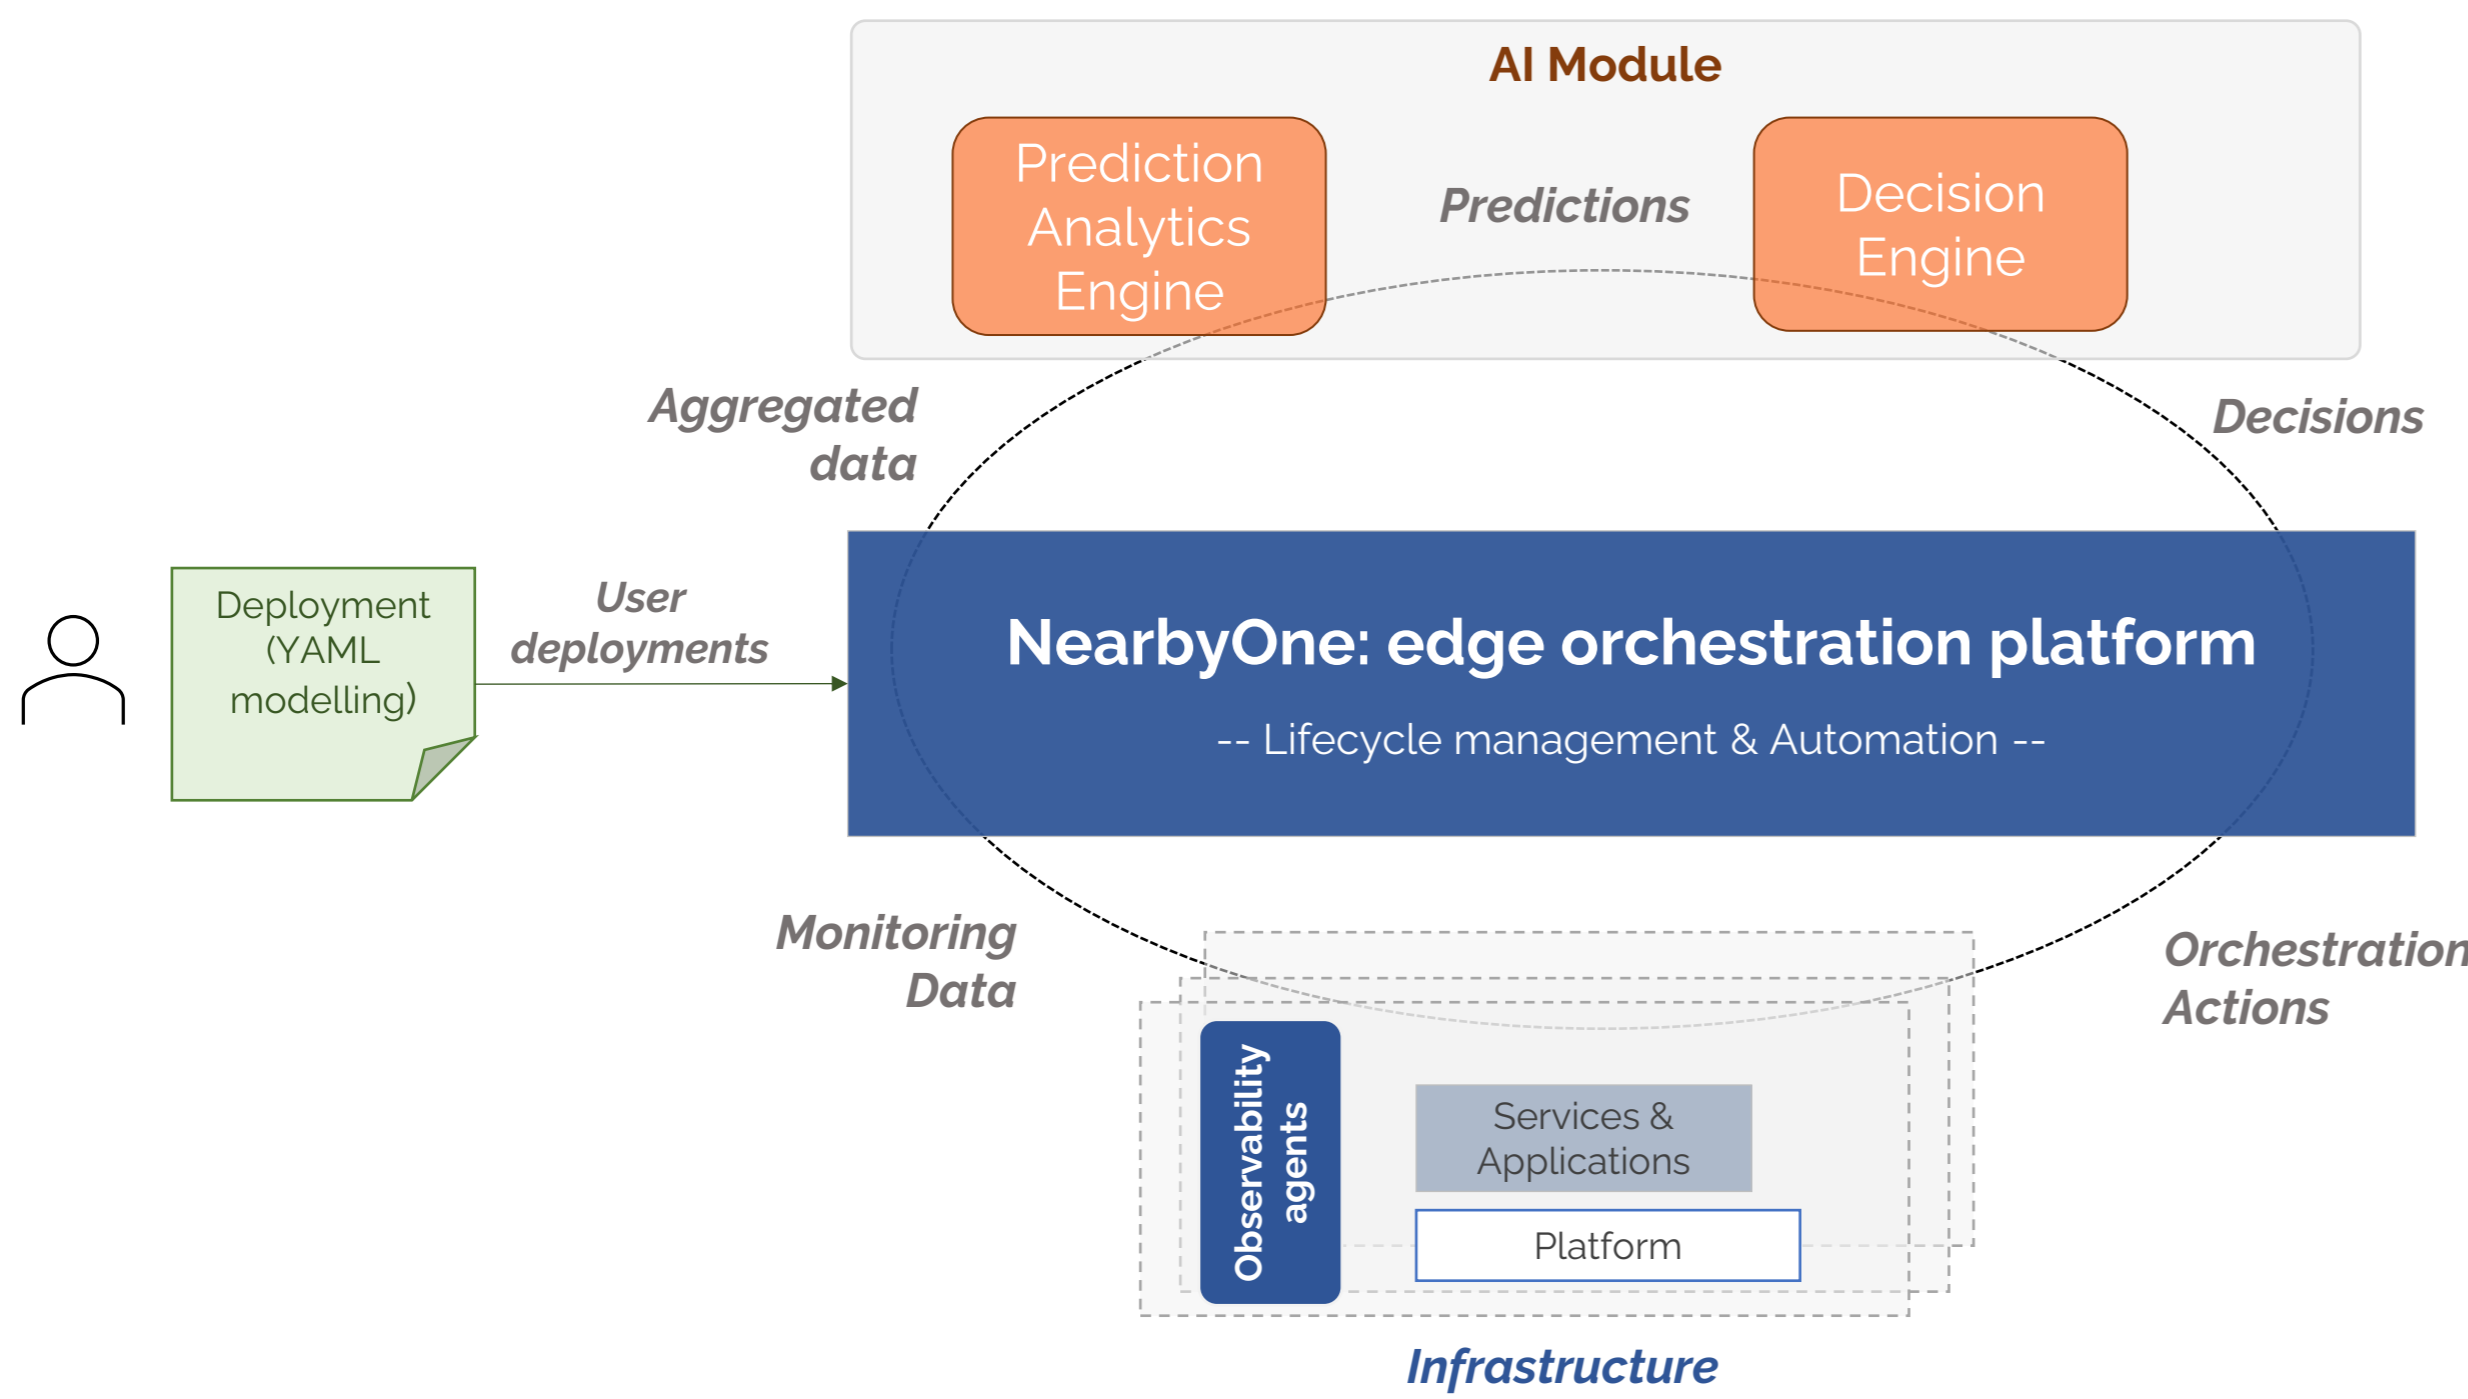 AI Module
Prediction
Analytics
Engine
Predictions
Decision
Engine
Aggregated
data
Decisions
Deployment
(YAML
modelling)
User
deployments
NearbyOne: edge orchestration platform
-- Lifecycle management & Automation --
Monitoring
Data
Orchestration
Actions
Observability
agents
Services &
Applications
Platform
Infrastructure